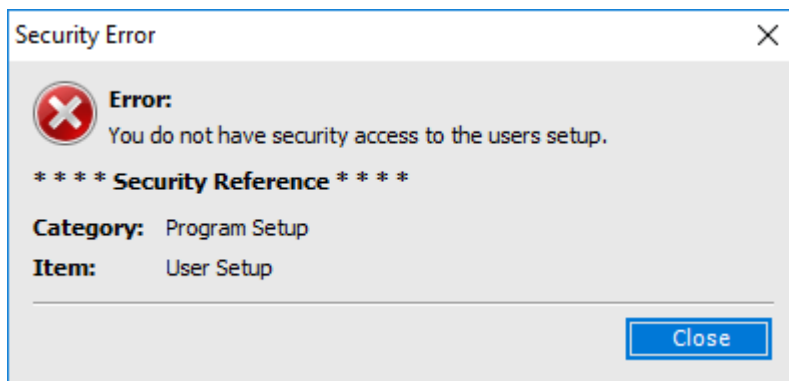 Security Error
Error:
You do not have security access to the users setup.
* * * * Security Reference * * * *
Category: Program Setup
Item: User Setup
Close